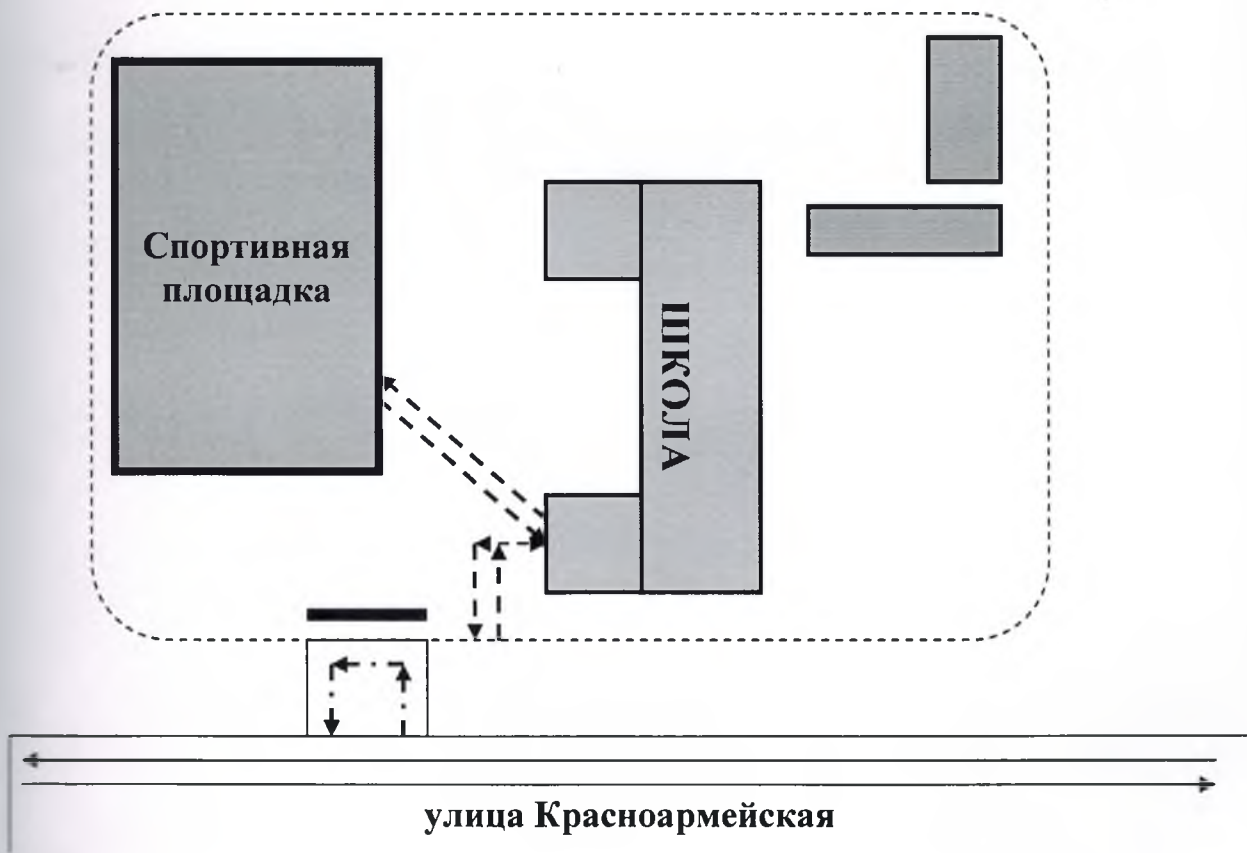 Спортивная
площадка
ШКОЛА
улица Красноармейская